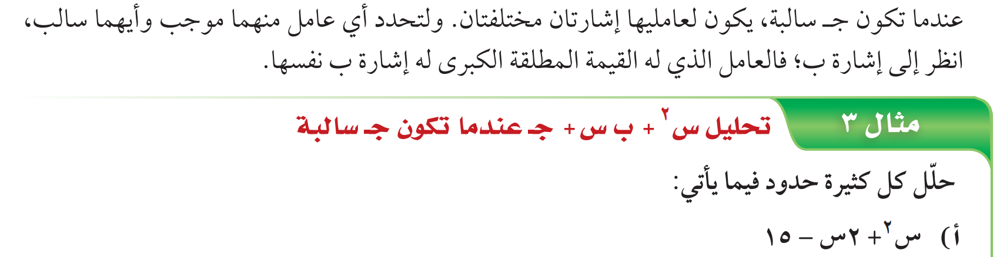 عندما تكون جـ سالبة، يكون لعامليها إشارتان مختلفتان. ولتحدد أي عامل منهما موجب وأيهما سالب،
انظر إلى إشارة ب؛ فالعامل الذي له القيمة المطلقة الكبرى له إشارة ب نفسها.
مثال ٣ تحليل س٢ + ب س + جـ عندما تكون جـ سالبة
حلّل كل كثيرة حدود فيما يأتي:
أ) س٢ + ٢س – ١٥